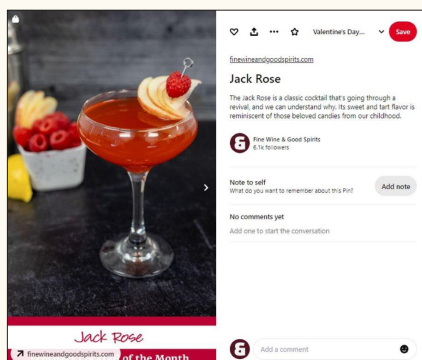 Valentine's Day...
Save
finewineandgoodspirits.com
Jack Rose
The Jack Rose is a classic cocktail that's going through a
revival, and we can understand why. Its sweet and tart flavor is
reminiscent of those beloved candies from our childhood.
Fine Wine & Good Spirits
6.1k followers
Note to self
What do you want to remember about this Pin?
Add note
No comments yet
Add one to start the conversation
Add a comment
Jack Rose
finewineandgoodspirits.com
of the Month